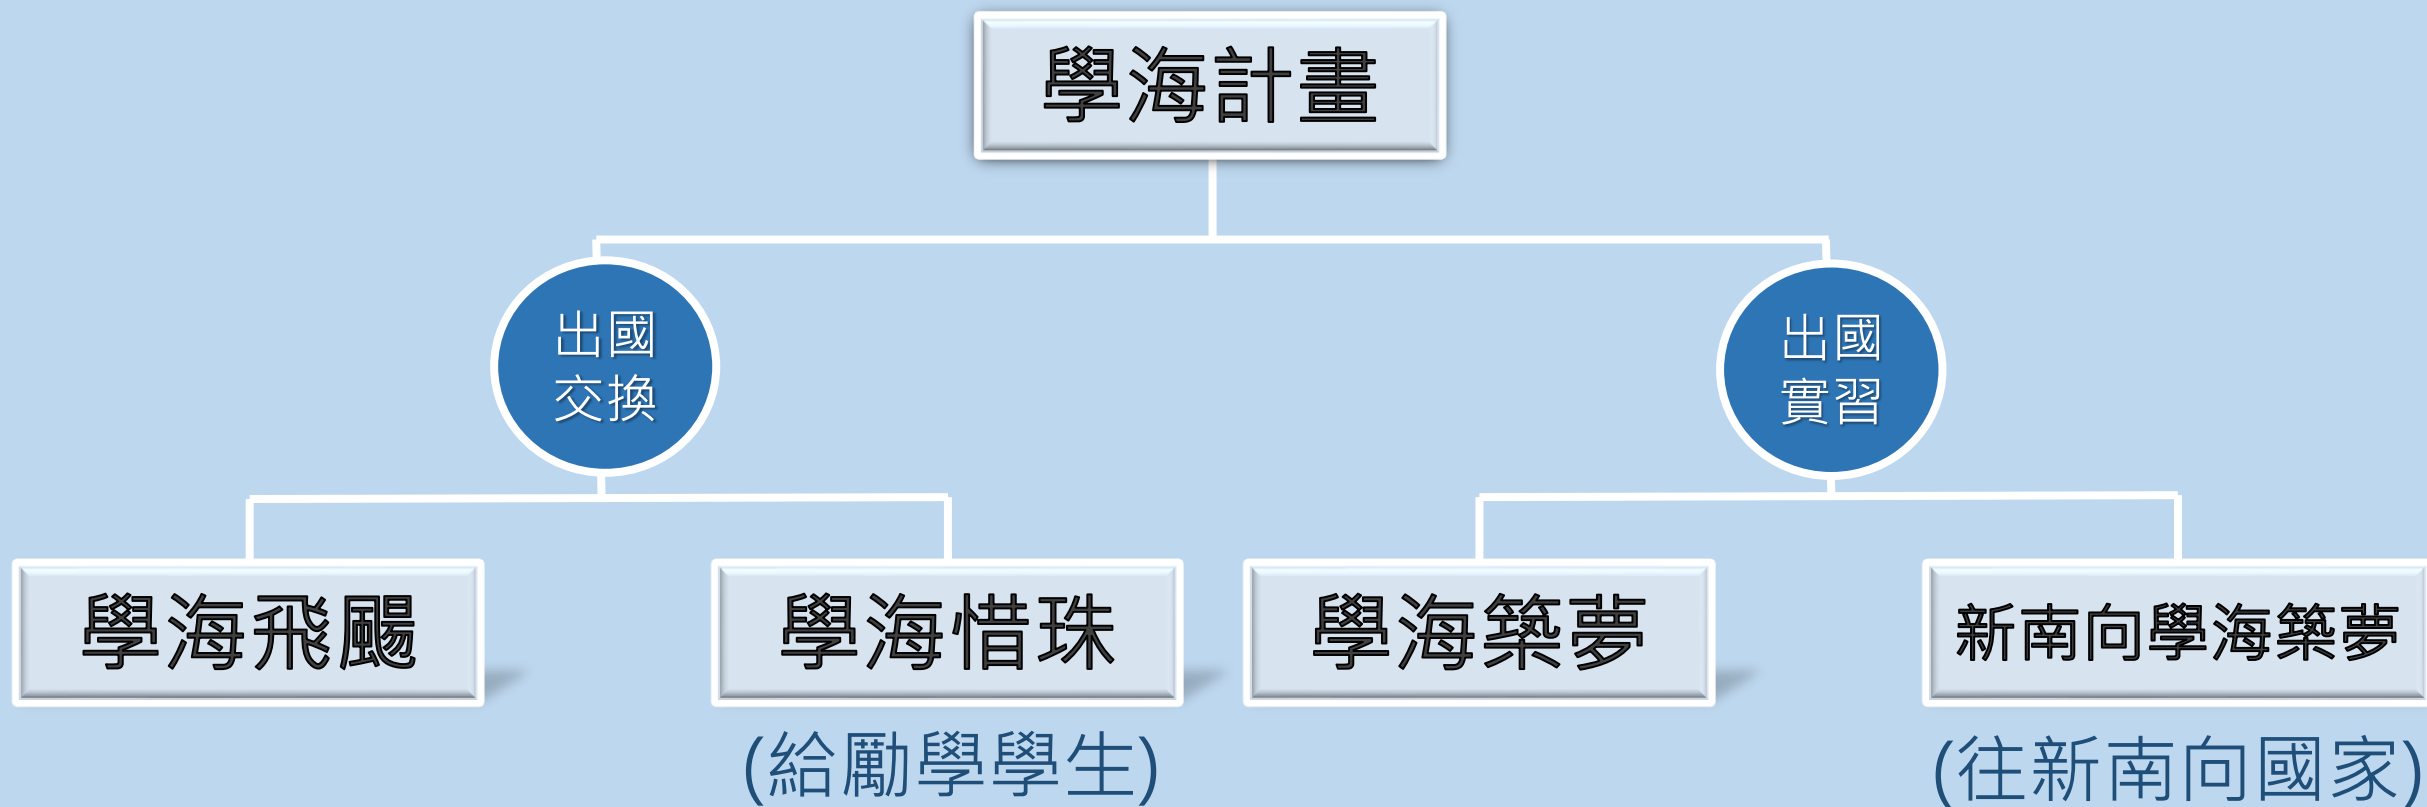 學海計畫
出國
交換
出國
實習
學海飛颺
學海惜珠
學海築夢
新南向學海築夢
(給勵學學生)
(往新南向國家)